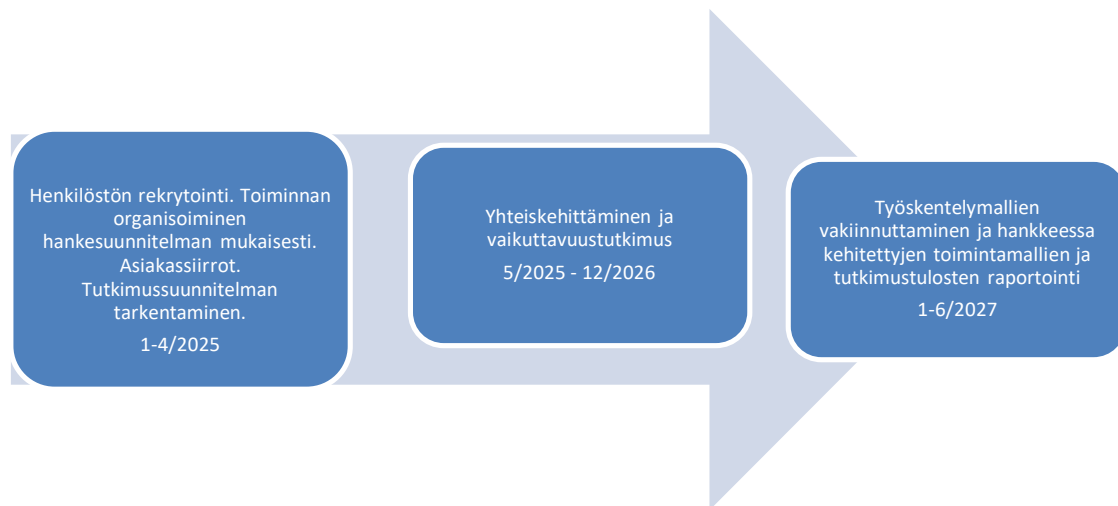 Henkilöstön rekrytointi. Toiminnan
organisoiminen
hankesuunnitelman mukaisesti.
Asiakassiirrot.
Tutkimussuunnitelman
tarkentaminen.
1-4/2025
Yhteiskehittäminen ja
vaikuttavuustutkimus
5/2025 - 12/2026
Työskentelymallien
vakiinnuttaminen ja hankkeessa
kehitettyjen toimintamallien ja
tutkimustulosten raportointi
1-6/2027